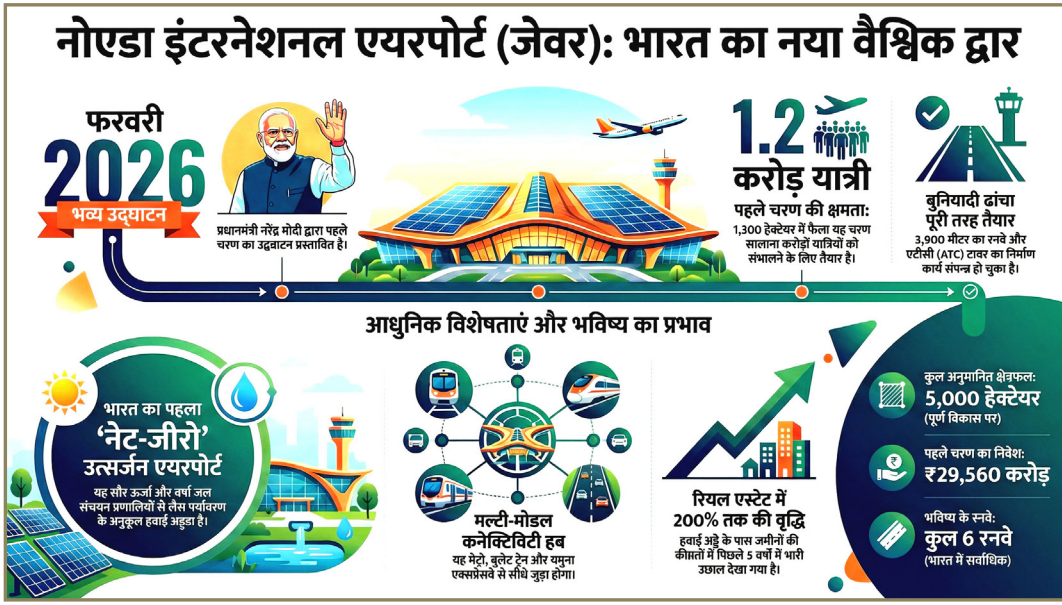 नोएडा इंटरनेशनल एयरपोर्ट (जेवर): भारत का नया वैश्विक द्वार
फरवरी
2026
भव्य उद्घाटन
प्रधानमंत्री नरेंद्र मोदी द्वारा पहले
चरण का उद्घाटन प्रस्तावित है।
1.2
करोड़ यात्री
पहले चरण की क्षमता:
1,300 हेक्टेयर में फैला यह चरण
सालाना करोड़ों यात्रियों को
संभालने के लिए तैयार है।
बुनियादी ढांचा
पूरी तरह तैयार
3,900 मीटर का रनवे और
एटीसी (ATC) टावर का निर्माण
कार्य संपन्न हो चुका है।
आधुनिक विशेषताएं और भविष्य का प्रभाव
भारत का पहला
‘नेट-जीरो’
उत्सर्जन एयरपोर्ट
यह सौर ऊर्जा और वर्षा जल
संचयन प्रणालियों से लैस पर्यावरण
के अनुकूल हवाई अड्डा है।
मल्टी-मोडल
कनेक्टिविटी हब
यह मेट्रो, बुलेट ट्रेन और यमुना
एक्सप्रेसवे से सीधे जुड़ा होगा।
रियल एस्टेट में
200% तक की वृद्धि
हवाई अड्डे के पास जमीनों की
कीमतों में पिछले 5 वर्षों में भारी
उछाल देखा गया है।
कुल अनुमानित क्षेत्रफल:
5,000 हेक्टेयर
(पूर्ण विकास पर)
पहले चरण का निवेश:
₹29,560 करोड़
भविष्य के रनवे:
कुल 6 रनवे
(भारत में सर्वाधिक)